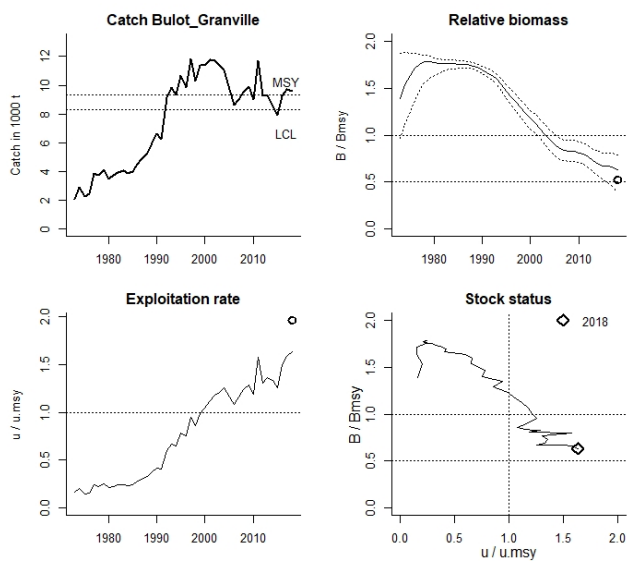 Catch Bulot_Granville
Catch in 1000 t
0 2 4 6 8 10 12
MSY
LCL
1980 1990 2000 2010
Relative biomass
B / Bmsy
0.0 0.5 1.0 1.5 2.0
1980 1990 2000 2010
Exploitation rate
u / u.msy
0.0 0.5 1.0 1.5 2.0
1980 1990 2000 2010
Stock status
B / Bmsy
0.0 0.5 1.0 1.5 2.0
2018
0.0 0.5 1.0 1.5 2.0
u / u.msy